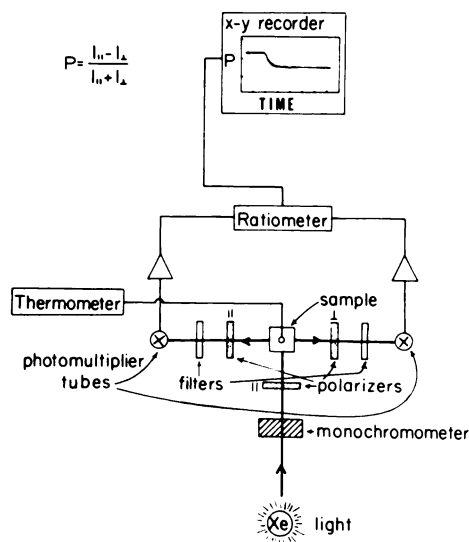 x-y recorder
P = (I∥ - I⊥) / (I∥ + I⊥)
P
TIME
Ratiometer
Thermometer
sample
||
⊥
photomultiplier
tubes
filters
||
polarizers
monochromometer
Xe
light